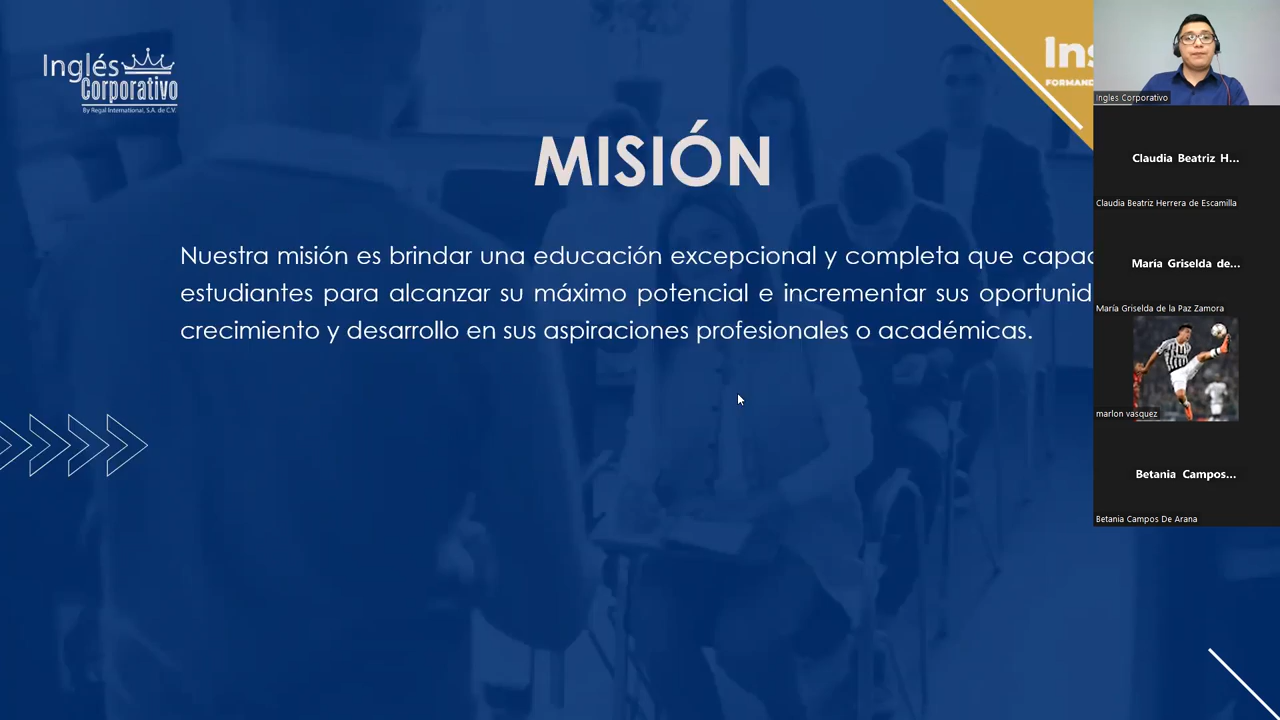 Inglés
Corporativo
By Regal International, S.A. de C.V.
MISIÓN
Nuestra misión es brindar una educación excepcional y completa que
estudiantes para alcanzar su máximo potencial e incrementar sus
crecimiento y desarrollo en sus aspiraciones profesionales o académicas.
Ingles Corporativo
Claudia Beatriz H...
Claudia Beatriz Herrera de Escamilla
María Griselda de...
María Griselda de la Paz Zamora
marlon vasquez
Betania Campos...
Betania Campos De Arana